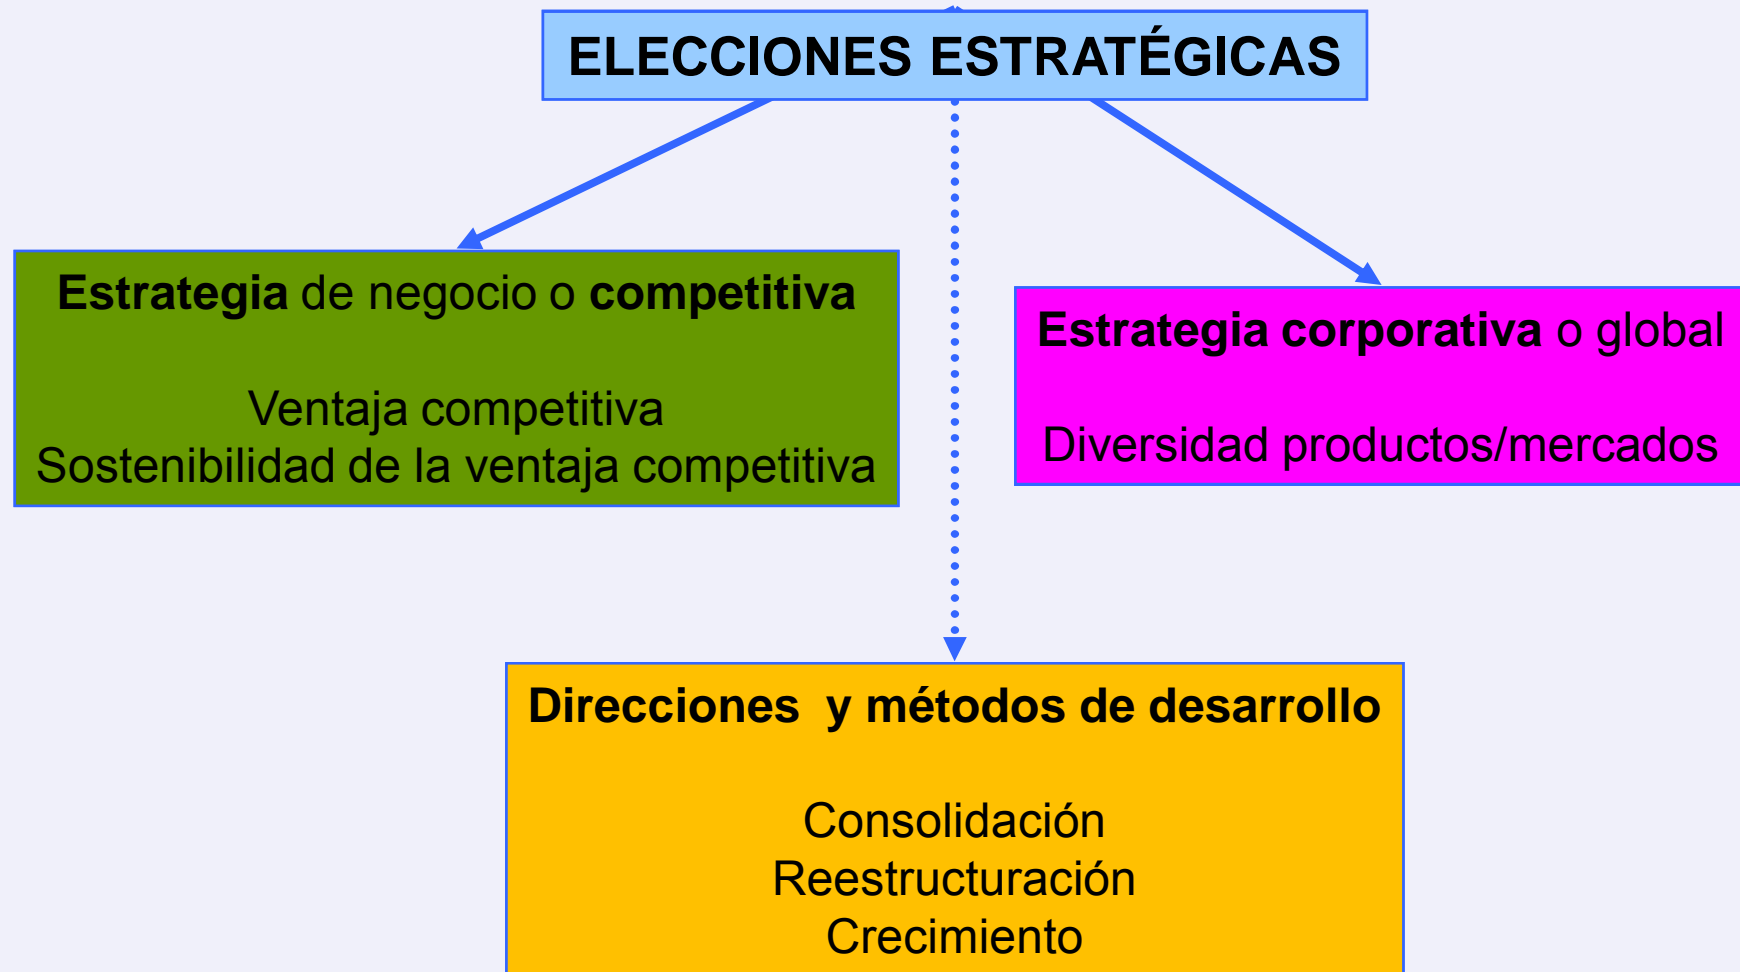 ELECCIONES ESTRATÉGICAS
Estrategia de negocio o competitiva
Ventaja competitiva
Sostenibilidad de la ventaja competitiva
Estrategia corporativa o global
Diversidad productos/mercados
Direcciones y métodos de desarrollo
Consolidación
Reestructuración
Crecimiento